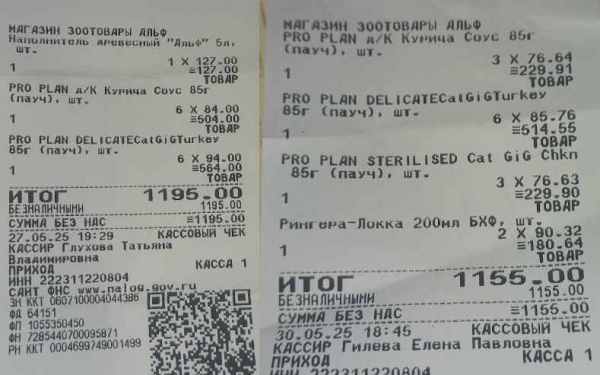 МАГАЗИН ЗООТОВАРЫ АЛЬФ
Наполнитель древесный "Альф" 5л,
шт.
1 1 X 127.00
≡127.00
ТОВАР
PRO PLAN д/К Курица Соус 85г
(пауч), шт.
1 6 X 84.00
≡504.00
ТОВАР
PRO PLAN DELICATECatGiGTurkey
85г (пауч), шт.
1 6 X 94.00
≡564.00
ТОВАР
ИТОГ 1195.00
БЕЗНАЛИЧНЫМИ 1195.00
СУММА БЕЗ НДС ≡1195.00
27.05.25 19:29 КАССОВЫЙ ЧЕК
КАССИР Глухова Татьяна
Владимировна
ПРИХОД КАССА 1
ИНН 222311220804
САЙТ ФНС www.nalog.gov.ru
ЗН ККТ 0607100004044386
ФД 64151
ФП 1055350450
ФН 7285440700095871
РН ККТ 0004699749001499
МАГАЗИН ЗООТОВАРЫ АЛЬФ
PRO PLAN д/К Курица Соус 85г
(пауч), шт.
3 X 76.64
1 ≡229.91
ТОВАР
PRO PLAN DELICATECatGiGTurkey
85г (пауч), шт.
6 X 85.76
1 ≡514.55
ТОВАР
PRO PLAN STERILISED Cat GiG Chkn
85г (пауч), шт.
3 X 76.63
1 ≡229.90
ТОВАР
Рингера-Локка 200мл БХФ, шт.
2 X 90.32
1 ≡180.64
ТОВАР
ИТОГ 1155.00
БЕЗНАЛИЧНЫМИ 1155.00
СУММА БЕЗ НДС ≡1155.00
30.05.25 18:45 КАССОВЫЙ ЧЕК
КАССИР Гилева Елена Павловна
ПРИХОД КАССА 1